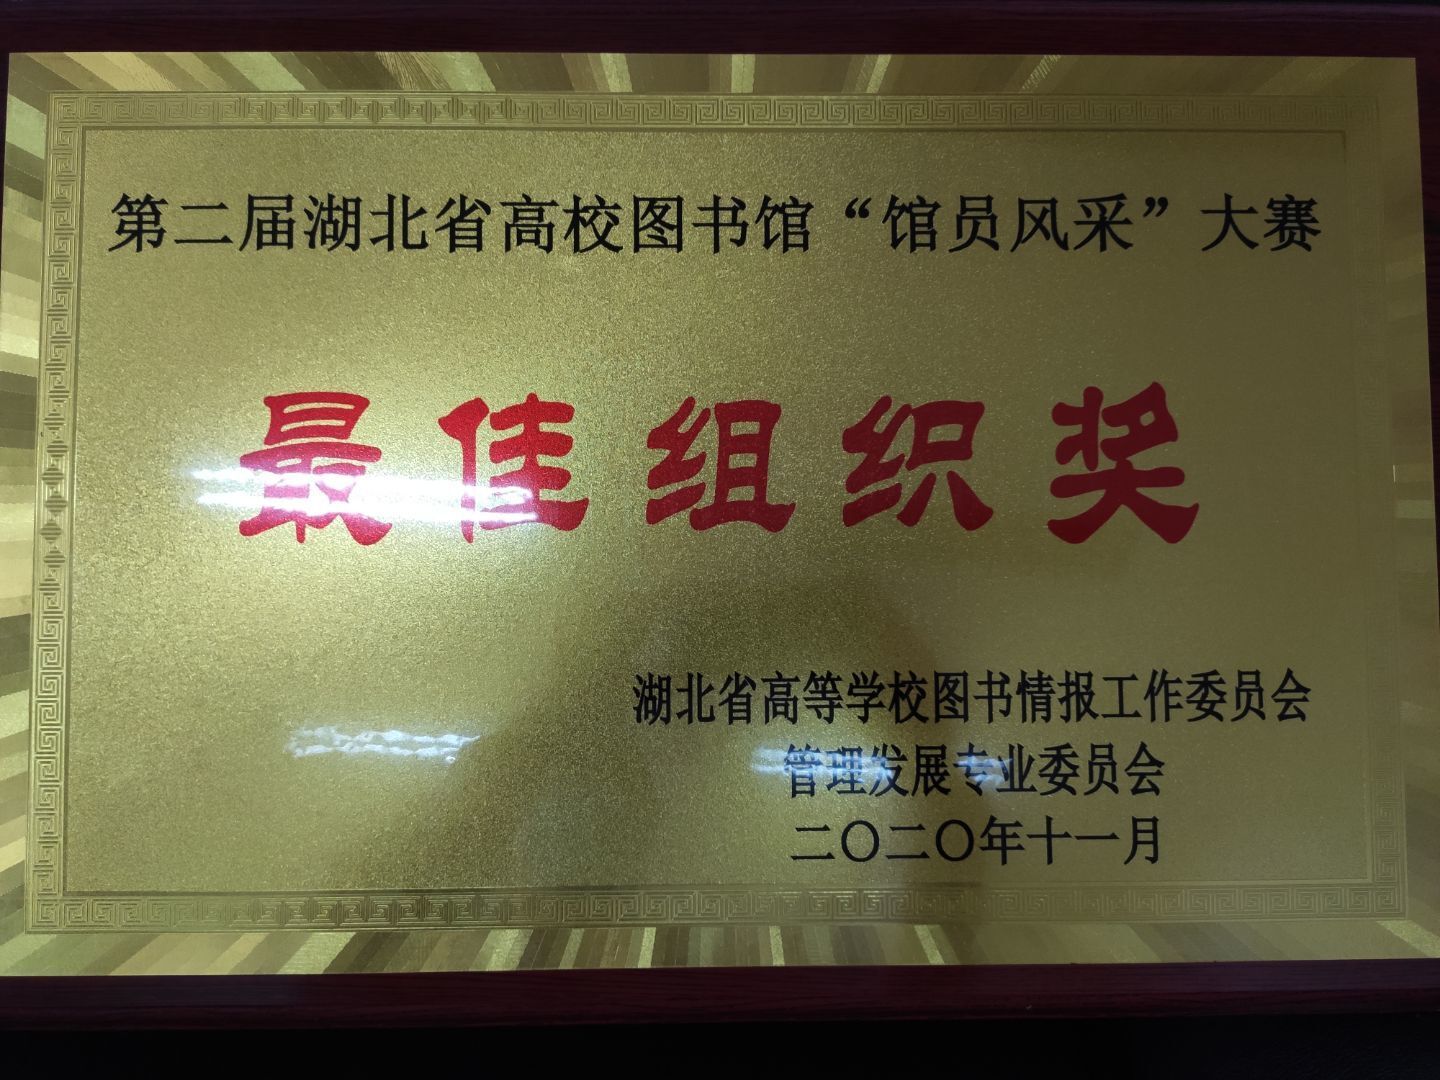 第二届湖北省高校图书馆“馆员风采”大赛
最佳组织奖
湖北省高等学校图书情报工作委员会
管理发展专业委员会
二〇二〇年十一月